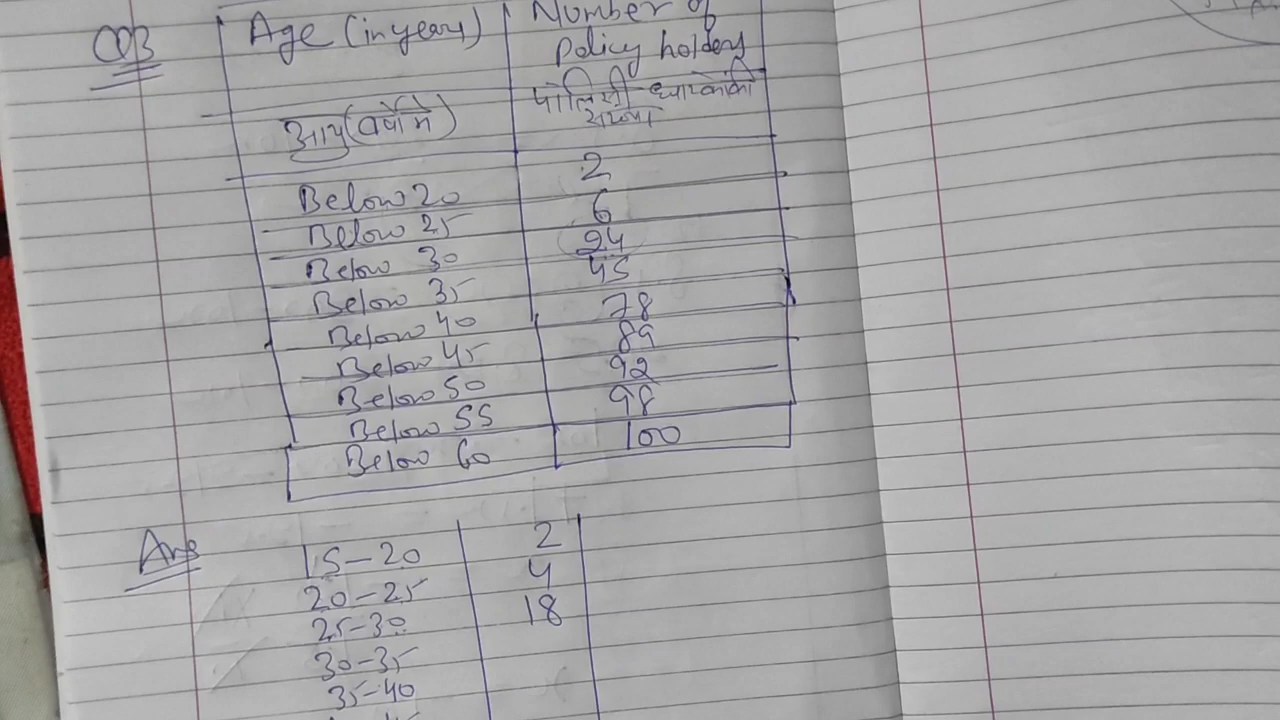 Q3
Age (in years) Number of
policy holders
आयु (वर्षो मे) पॉलिसी धारकोकी
संख्या
Below 20 2
Below 25 6
Below 30 24
Below 35 45
Below 40 78
Below 45 89
Below 50 92
Below 55 98
Below 60 100
Ans
15-20 2
20-25 4
25-30 18
30-35
35-40